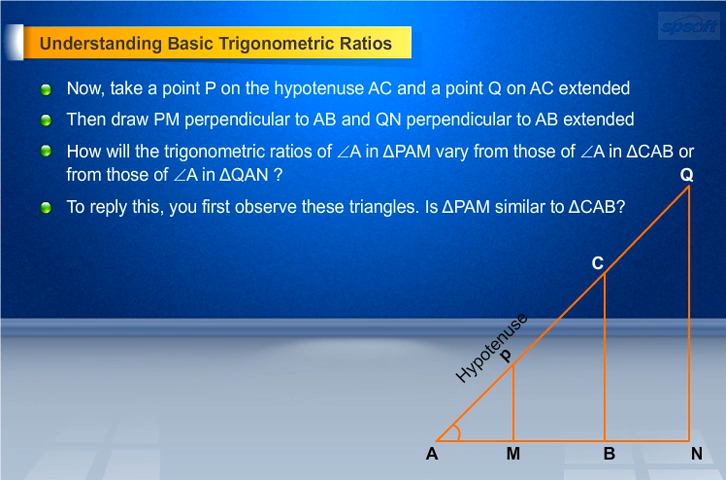 spsoft
Understanding Basic Trigonometric Ratios
Now, take a point P on the hypotenuse AC and a point Q on AC extended
Then draw PM perpendicular to AB and QN perpendicular to AB extended
How will the trigonometric ratios of ∠A in ΔPAM vary from those of ∠A in ΔCAB or
from those of ∠A in ΔQAN ?
To reply this, you first observe these triangles. Is ΔPAM similar to ΔCAB?
Q
C
Hypotenuse
P
A
M
B
N